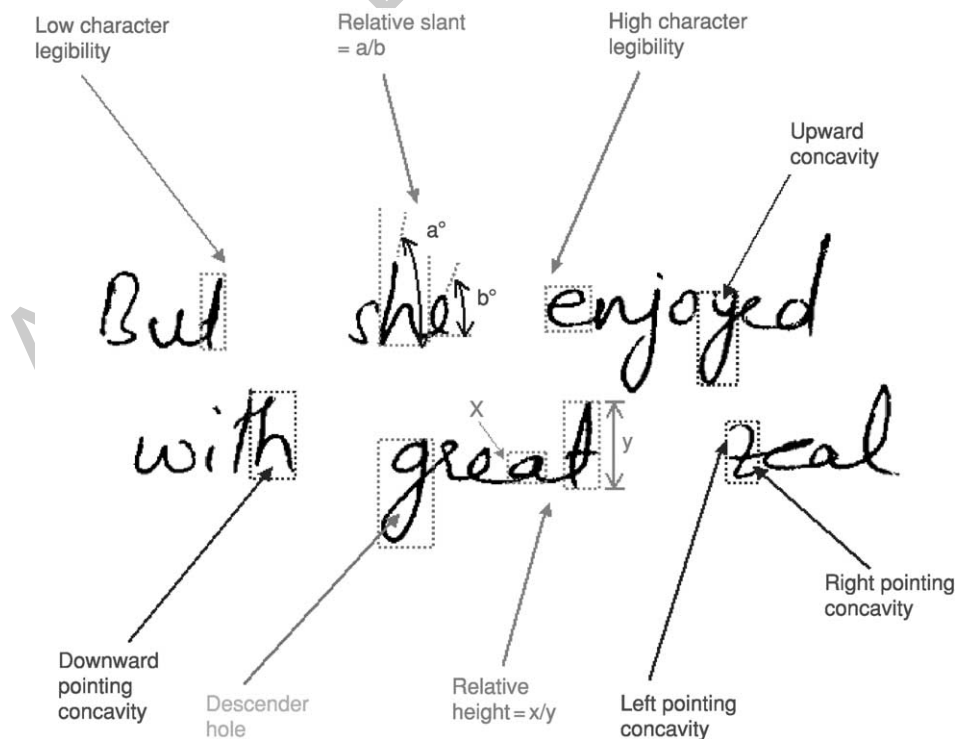 Low character legibility
Relative slant = a/b
High character legibility
Upward concavity
a°
b°
But she enjoyed
with great zeal
X
y
Right pointing concavity
Downward pointing concavity
Descender hole
Relative height = x/y
Left pointing concavity